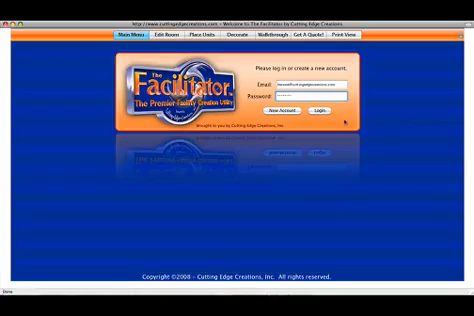 http://www.cuttingedgecreations.com - Welcome to The Facilitator by Cutting Edge Creations
Main Menu Edit Room Place Units Decorate Walkthrough Get A Quote! Print View
Please log in or create a new account.
The
Facilitator
The Premier Facility Creation Utility
Email:
Password:
New Account Login
Brought to you by Cutting Edge Creations, Inc.
Copyright ©2008 - Cutting Edge Creations, Inc. All rights reserved.
Done